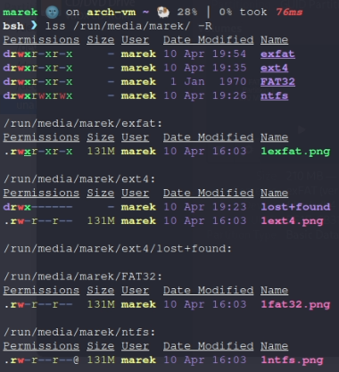 marek 🌚 on arch-vm ~ 28% | 0% took 76ms
bsh ❯ lss /run/media/marek/ -R
Permissions Size User Date Modified Name
drwxr-xr-x - marek 10 Apr 19:54 exfat
drwxr-xr-x - marek 10 Apr 19:35 ext4
drwxr-xr-x - marek 1 Jan 1970 FAT32
drwxrwxrwx - marek 10 Apr 19:26 ntfs
/run/media/marek/exfat:
Permissions Size User Date Modified Name
.rwxr-xr-x 131M marek 10 Apr 16:03 1exfat.png
/run/media/marek/ext4:
Permissions Size User Date Modified Name
drwx------ - marek 10 Apr 19:23 lost+found
.rw-r--r-- 131M marek 10 Apr 16:03 1ext4.png
/run/media/marek/ext4/lost+found:
/run/media/marek/FAT32:
Permissions Size User Date Modified Name
.rw-r--r-- 131M marek 10 Apr 16:03 1fat32.png
/run/media/marek/ntfs:
Permissions Size User Date Modified Name
.rw-r--r--@ 131M marek 10 Apr 16:03 1ntfs.png